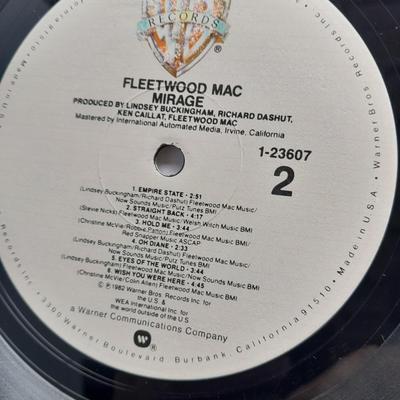 WB
RECORDS
FLEETWOOD MAC
MIRAGE
PRODUCED BY LINDSEY BUCKINGHAM, RICHARD DASHUT,
KEN CAILLAT, FLEETWOOD MAC
Mastered by International Automated Media, Irvine, California
1-23607
2
1. EMPIRE STATE - 2:51
(Lindsey Buckingham/Richard Dashut) Fleetwood Mac Music/
Now Sounds Music/Putz Tunes BMI
2. STRAIGHT BACK - 4:17
(Stevie Nicks) Fleetwood Mac Music/Welsh Witch Music BMI
3. HOLD ME - 3:44
(Christine McVie/Robbie Patton) Fleetwood Mac Music BMI/
Red Snapper Music ASCAP
4. OH DIANE - 2:33
(Lindsey Buckingham/Richard Dashut) Fleetwood Mac Music/
Now Sounds Music/Putz Tunes BMI
5. EYES OF THE WORLD - 3:44
(Lindsey Buckingham) Fleetwood Mac Music/Now Sounds Music BMI
6. WISH YOU WERE HERE - 4:45
(Christine McVie/Colin Allen) Fleetwood Mac Music BMI
© ℗ 1982 Warner Bros. Records Inc. for
the U.S. &
WEA International Inc. for
the world outside of the U.S.
a Warner Communications Company
3300 Warner Boulevard, Burbank, California 91510 • Made in U.S.A. • Warner Bros. Records